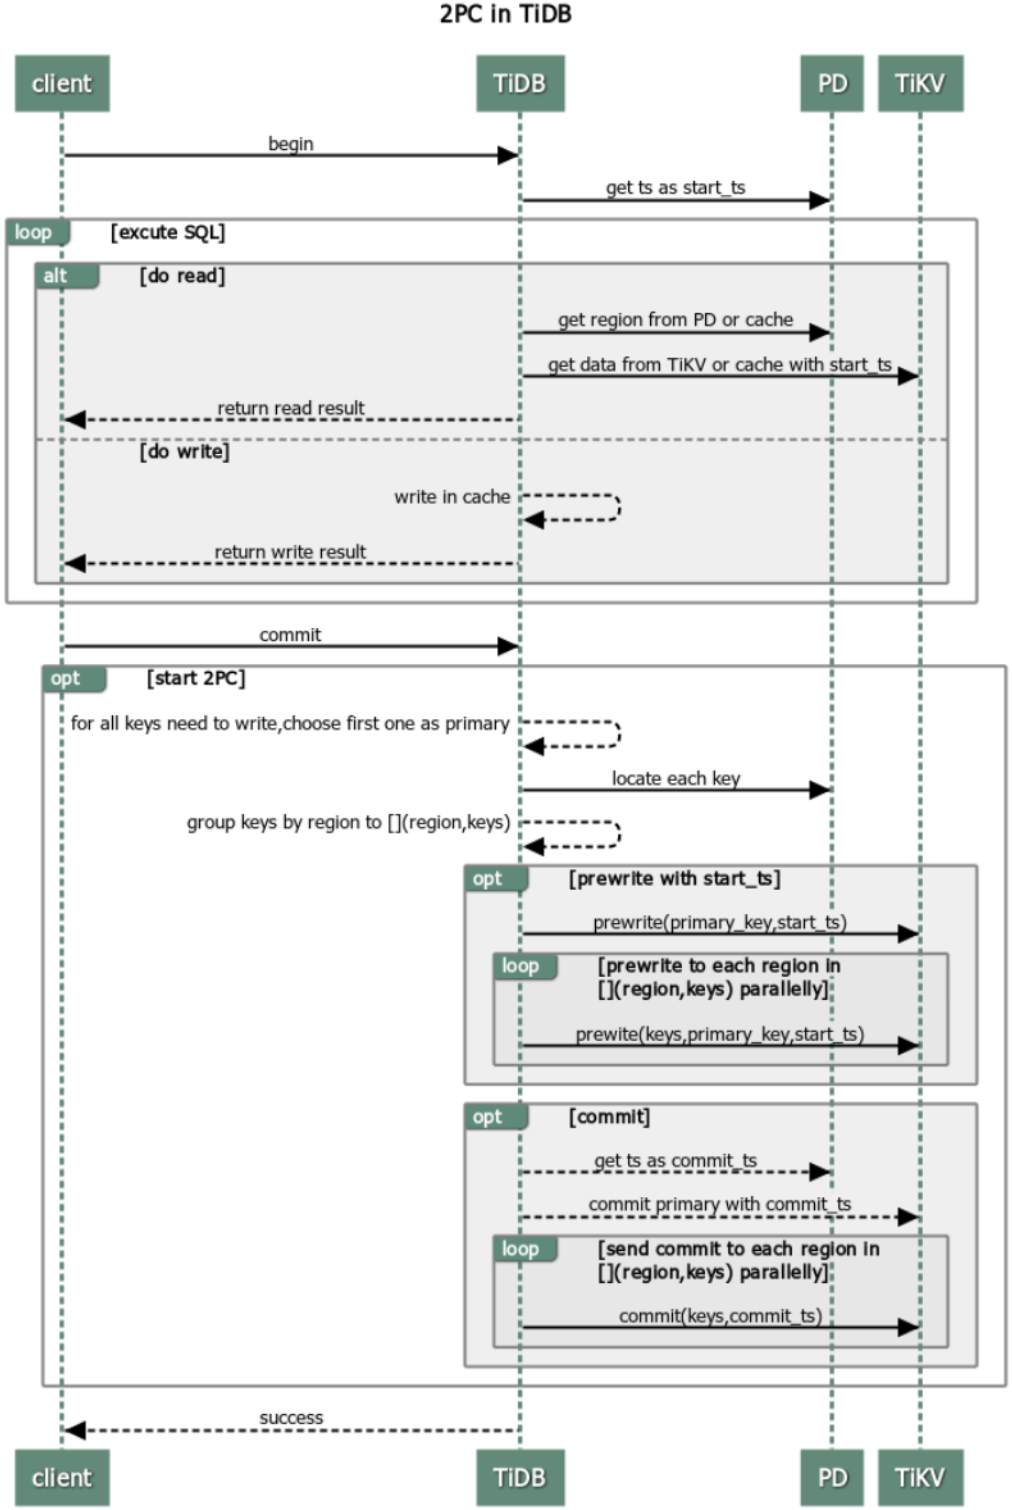 2PC in TiDB
client TiDB PD TiKV
begin
get ts as start_ts
loop [excute SQL]
alt [do read]
get region from PD or cache
get data from TiKV or cache with start_ts
return read result
[do write]
write in cache
return write result
commit
opt [start 2PC]
for all keys need to write,choose first one as primary
locate each key
group keys by region to [](region,keys)
opt [prewrite with start_ts]
prewrite(primary_key,start_ts)
loop [prewrite to each region in
[](region,keys) parallelly]
prewite(keys,primary_key,start_ts)
opt [commit]
get ts as commit_ts
commit primary with commit_ts
loop [send commit to each region in
[](region,keys) parallelly]
commit(keys,commit_ts)
success
client TiDB PD TiKV